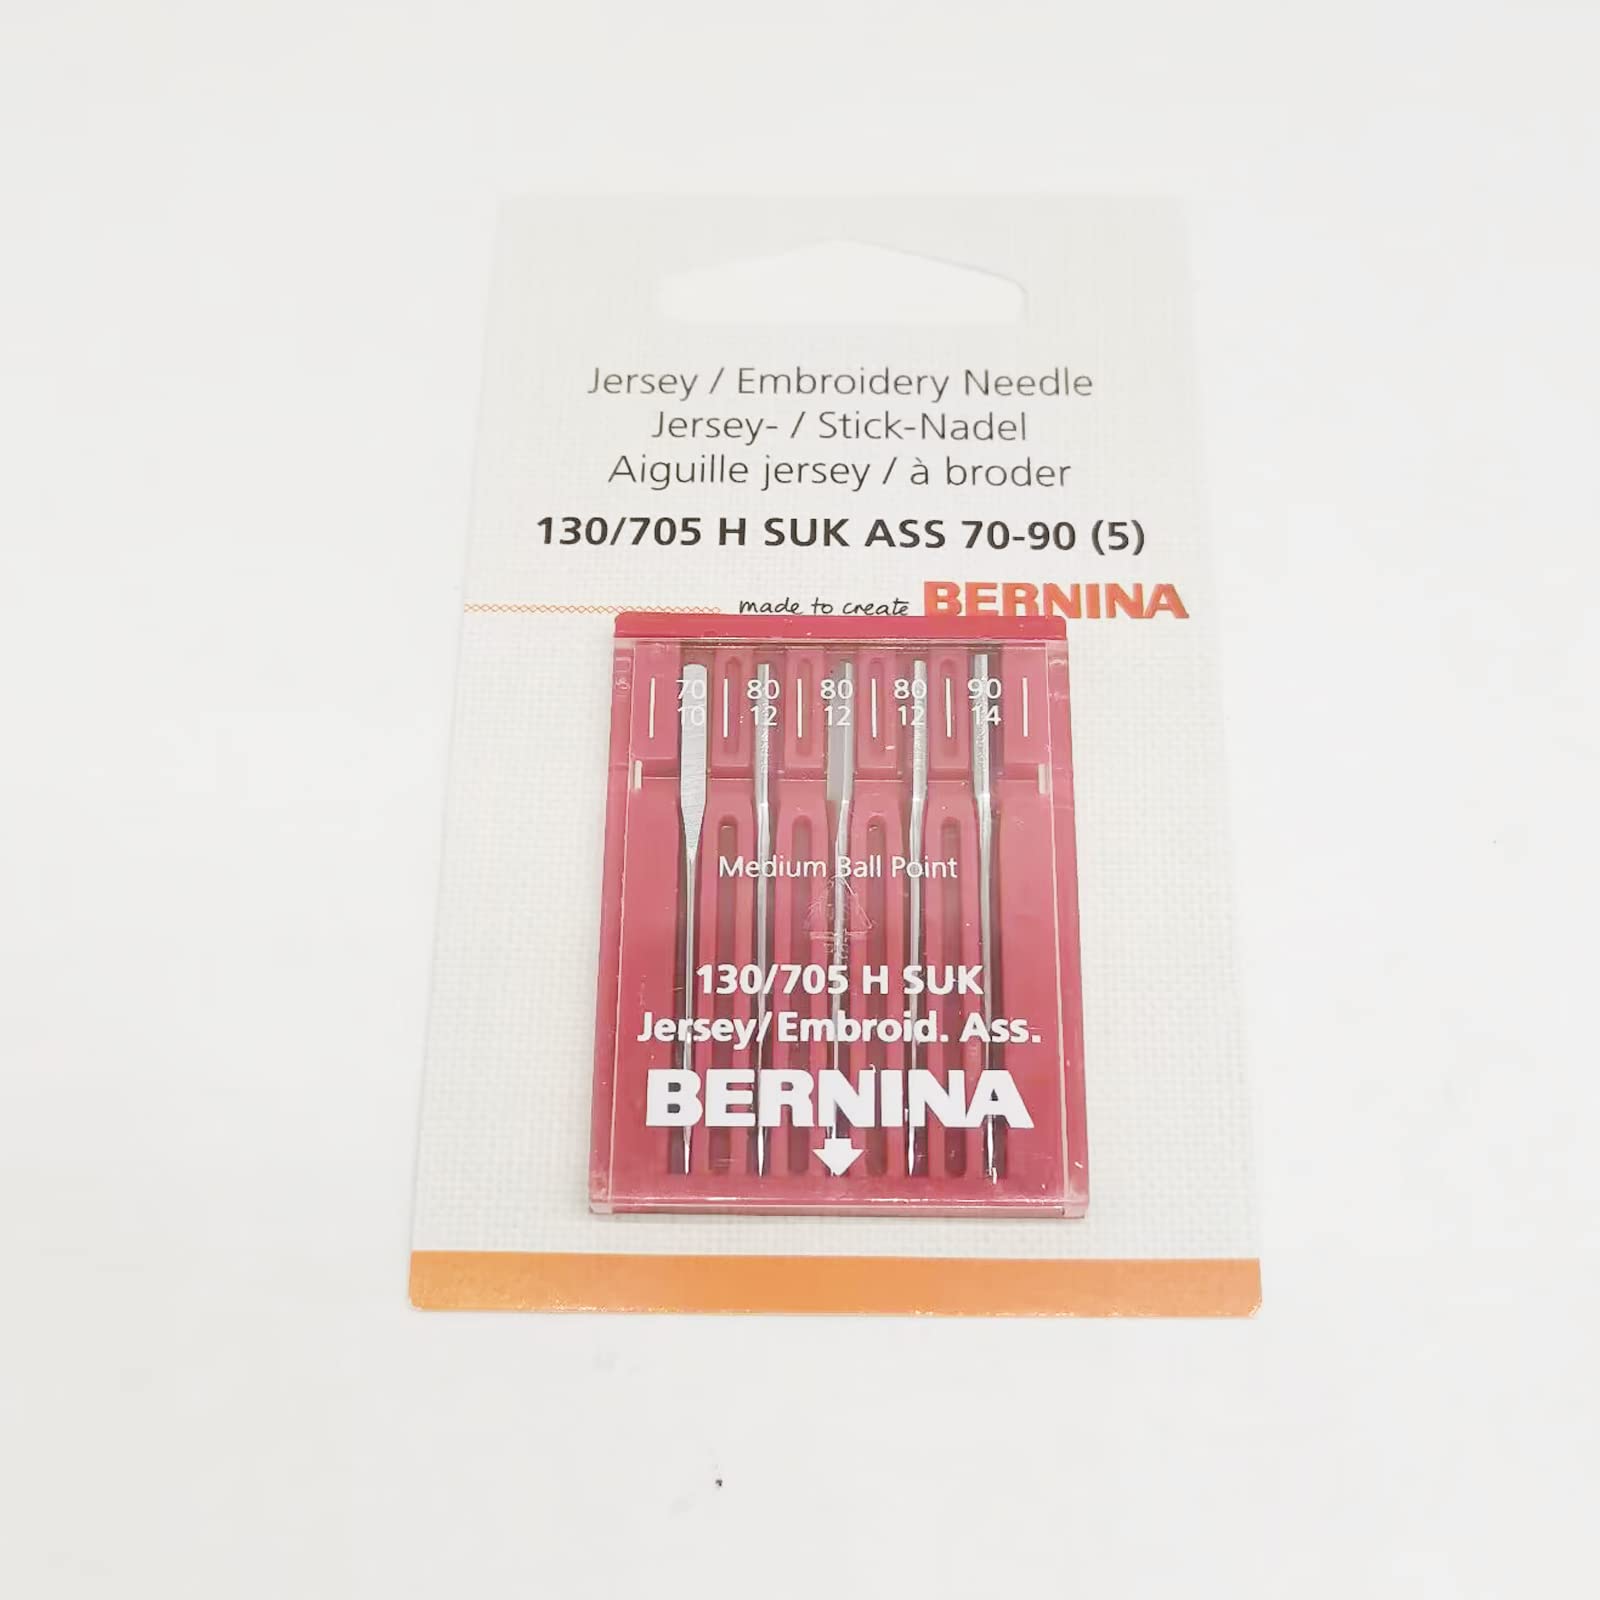 Jersey / Embroidery Needle
Jersey- / Stick-Nadel
Aiguille jersey / à broder
130/705 H SUK ASS 70-90 (5)
made to create BERNINA
70 80 80 80 90
10 12 12 12 14
Medium Ball Point
130/705 H SUK
Jersey/Embroid. Ass.
BERNINA